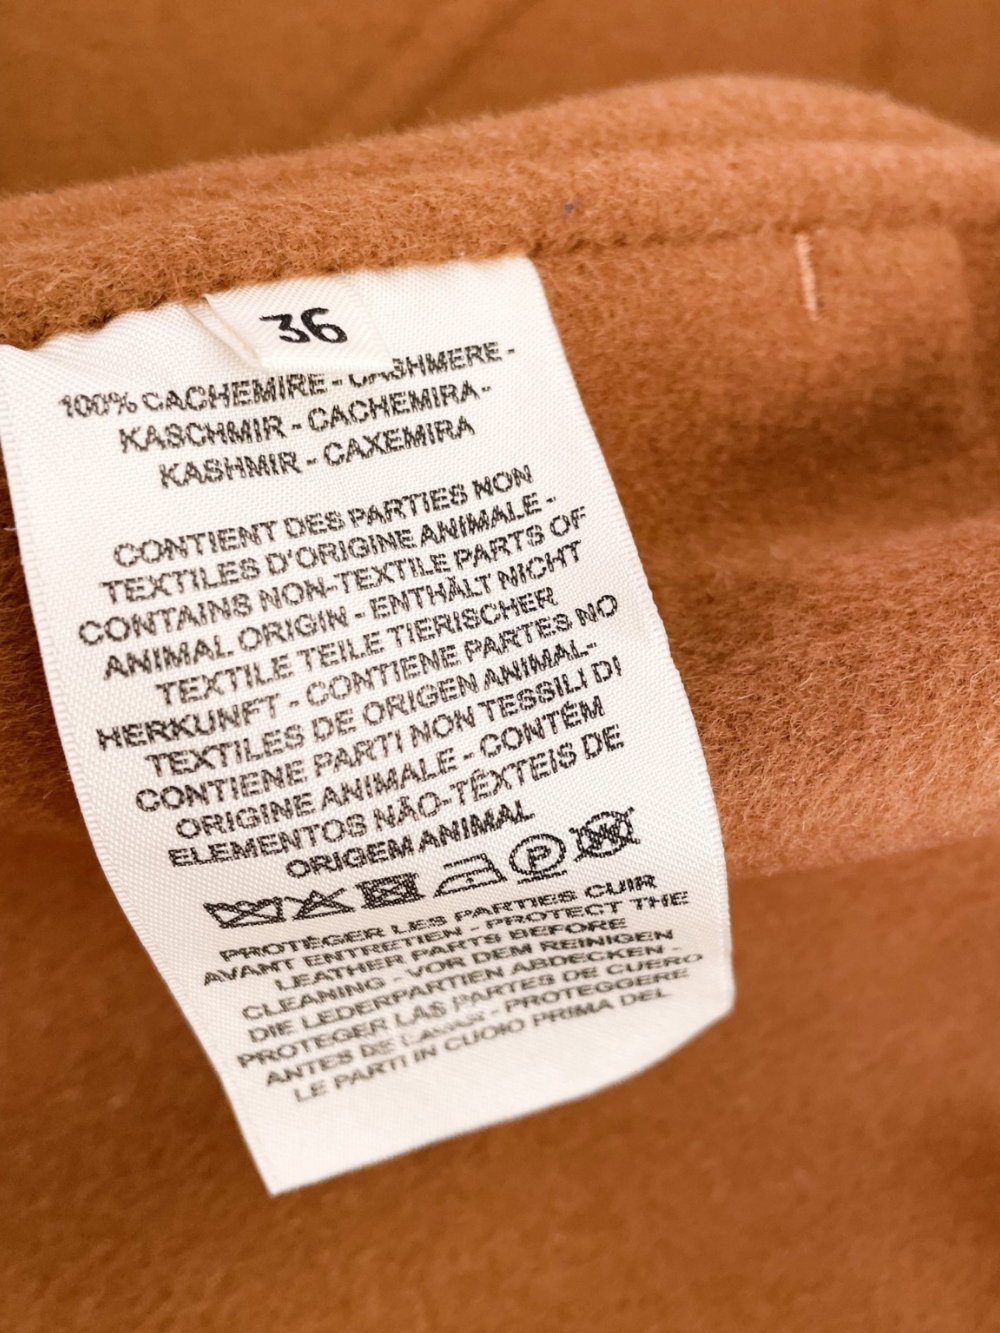 36
100% CACHEMIRE - CASHMERE -
KASCHMIR - CACHEMIRA -
KASHMIR - CAXEMIRA
CONTIENT DES PARTIES NON
TEXTILES D'ORIGINE ANIMALE -
CONTAINS NON-TEXTILE PARTS OF
ANIMAL ORIGIN - ENTHÄLT NICHT
TEXTILE TEILE TIERISCHER
HERKUNFT - CONTIENE PARTES NO
TEXTILES DE ORIGEN ANIMAL-
CONTIENE PARTI NON TESSILI DI
ORIGINE ANIMALE - CONTÉM
ELEMENTOS NÃO-TÊXTEIS DE
ORIGEM ANIMAL
P W
PROTÉGER LES PARTIES CUIR
AVANT ENTRETIEN - PROTECT THE
LEATHER PARTS BEFORE
CLEANING - VOR DEM REINIGEN
DIE LEDERPARTIEN ABDECKEN -
PROTEGER LAS PARTES DE CUERO
ANTES DE LAVAR - PROTEGGERE
LE PARTI IN CUOIO PRIMA DEL